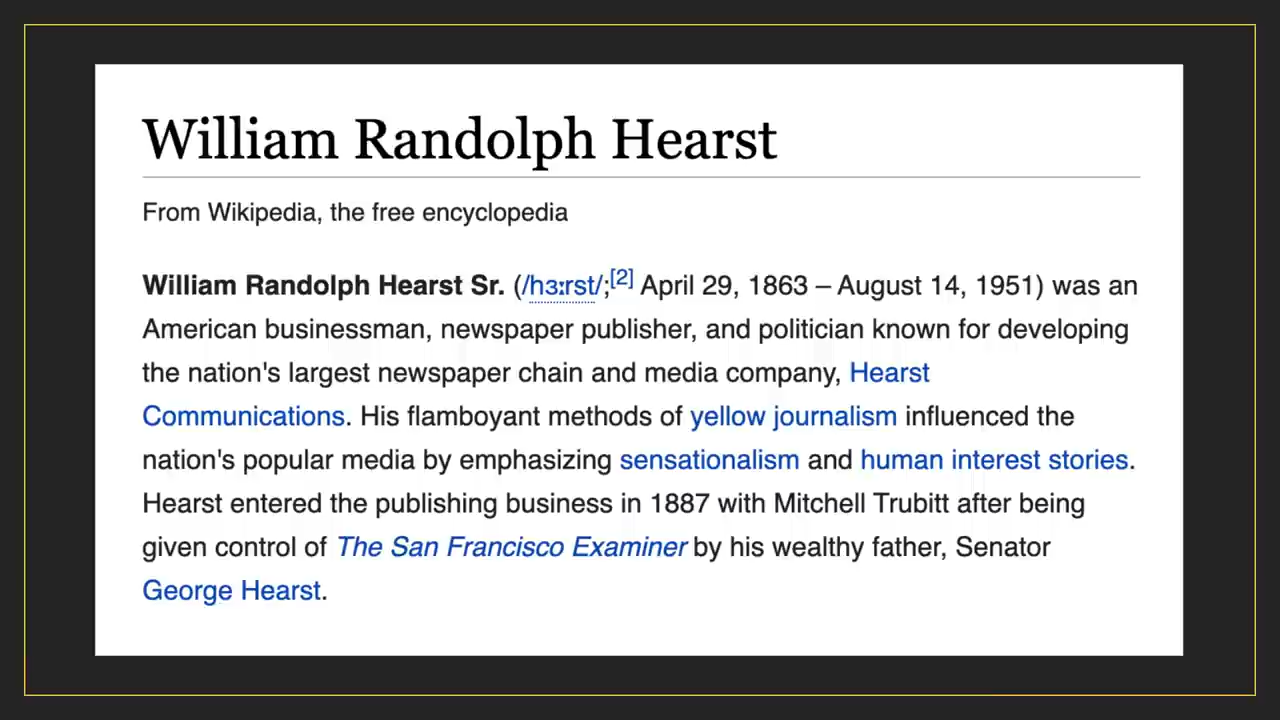 William Randolph Hearst
From Wikipedia, the free encyclopedia
William Randolph Hearst Sr. (/hɜːrst/;[2] April 29, 1863 – August 14, 1951) was an
American businessman, newspaper publisher, and politician known for developing
the nation's largest newspaper chain and media company, Hearst
Communications. His flamboyant methods of yellow journalism influenced the
nation's popular media by emphasizing sensationalism and human interest stories.
Hearst entered the publishing business in 1887 with Mitchell Trubitt after being
given control of The San Francisco Examiner by his wealthy father, Senator
George Hearst.